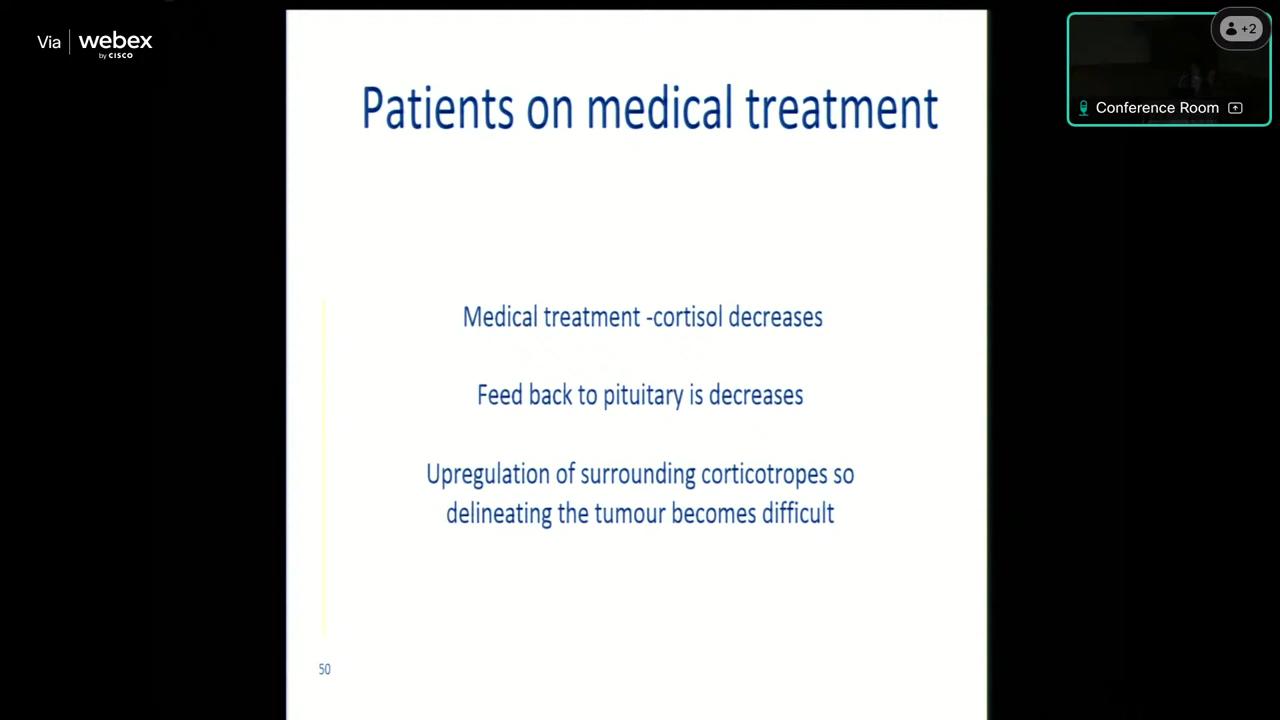 Via webex
by CISCO
+2
Conference Room
Patients on medical treatment
Medical treatment -cortisol decreases
Feed back to pituitary is decreases
Upregulation of surrounding corticotropes so
delineating the tumour becomes difficult
50